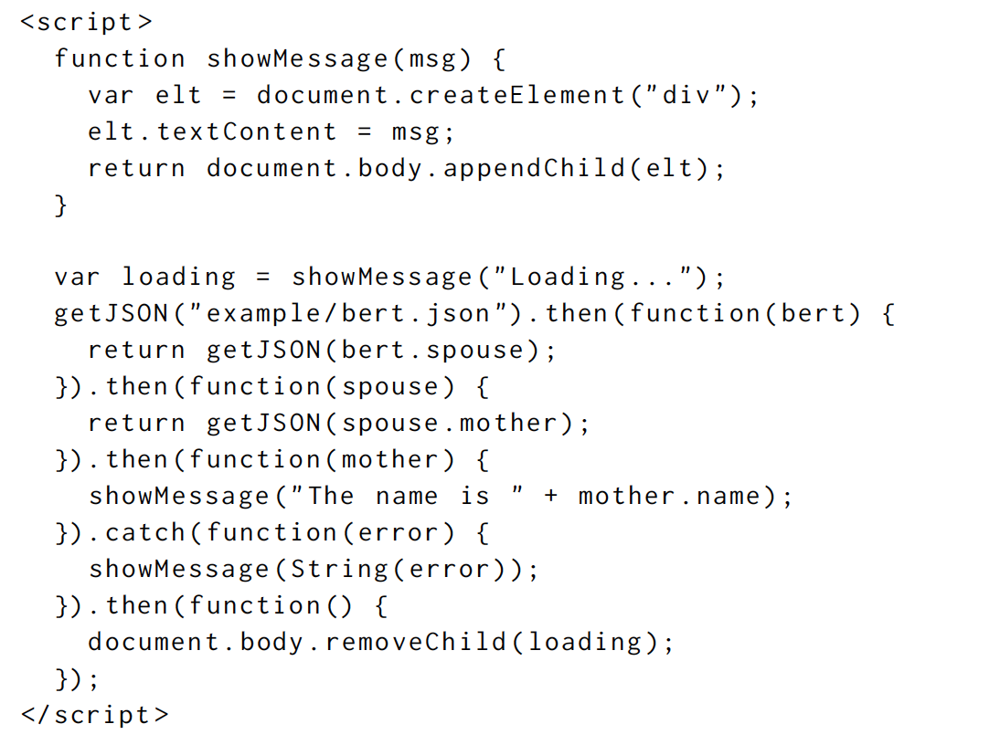 <script>
  function showMessage(msg) {
    var elt = document.createElement("div");
    elt.textContent = msg;
    return document.body.appendChild(elt);
  }

  var loading = showMessage("Loading...");
  getJSON("example/bert.json").then(function(bert) {
    return getJSON(bert.spouse);
  }).then(function(spouse) {
    return getJSON(spouse.mother);
  }).then(function(mother) {
    showMessage("The name is " + mother.name);
  }).catch(function(error) {
    showMessage(String(error));
  }).then(function() {
    document.body.removeChild(loading);
  });
</script>